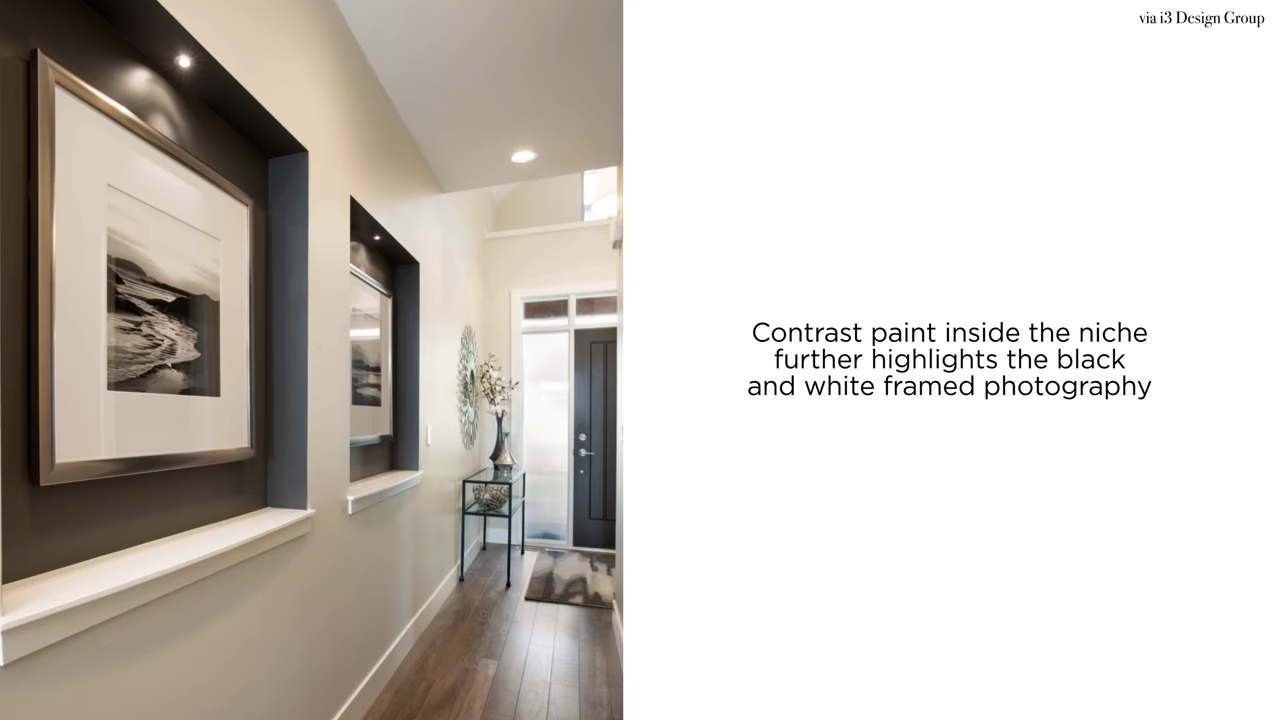 via i3 Design Group
Contrast paint inside the niche
further highlights the black
and white framed photography